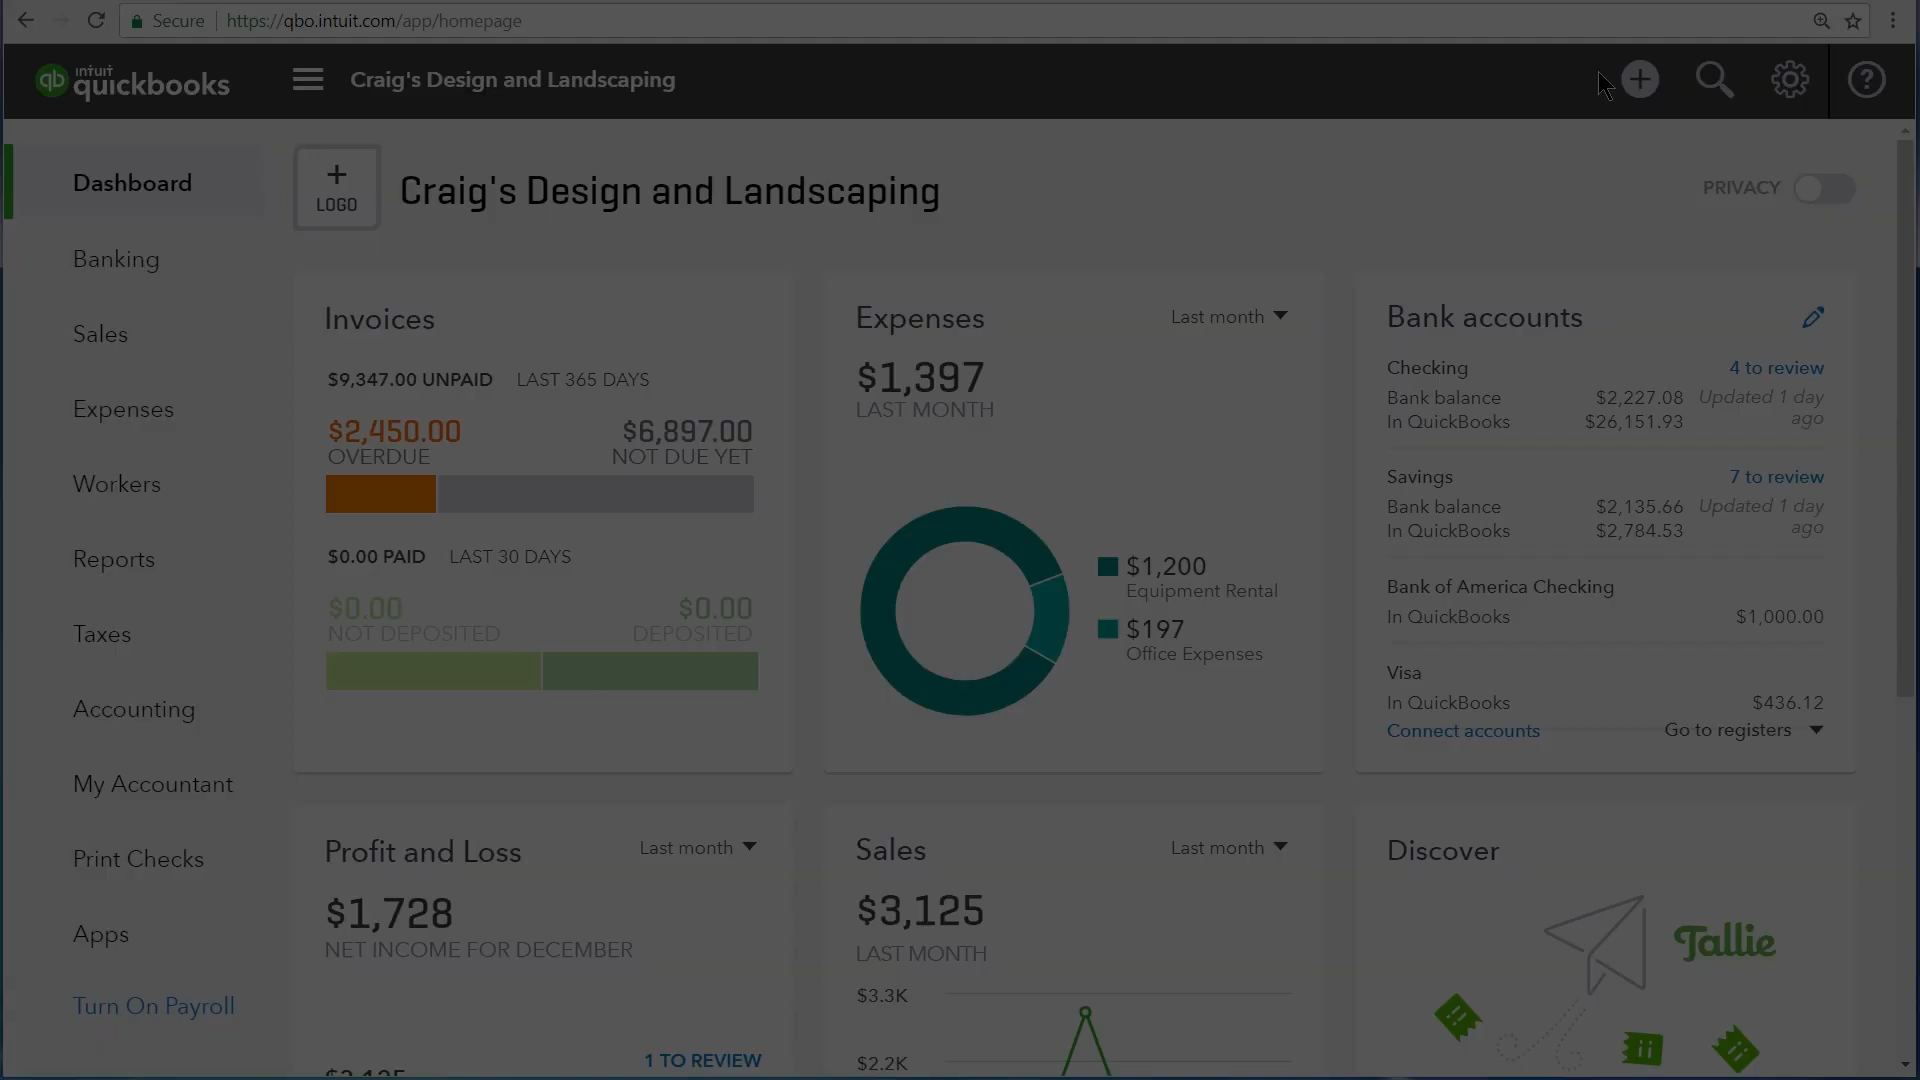 Secure https://qbo.intuit.com/app/homepage
intuit
quickbooks
Craig's Design and Landscaping
Dashboard
Banking
Sales
Expenses
Workers
Reports
Taxes
Accounting
My Accountant
Print Checks
Apps
Turn On Payroll
+
LOGO
Craig's Design and Landscaping
PRIVACY
Invoices
$9,347.00 UNPAID LAST 365 DAYS
$2,450.00 $6,897.00
OVERDUE NOT DUE YET
$0.00 PAID LAST 30 DAYS
$0.00 $0.00
NOT DEPOSITED DEPOSITED
Expenses Last month
$1,397
LAST MONTH
$1,200
Equipment Rental
$197
Office Expenses
Bank accounts
Checking 4 to review
Bank balance $2,227.08 Updated 1 day
In QuickBooks $26,151.93 ago
Savings 7 to review
Bank balance $2,135.66 Updated 1 day
In QuickBooks $2,784.53 ago
Bank of America Checking
In QuickBooks $1,000.00
Visa
In QuickBooks $436.12
Connect accounts Go to registers
Profit and Loss Last month
$1,728
NET INCOME FOR DECEMBER
1 TO REVIEW
$3,125
Sales Last month
$3,125
LAST MONTH
$3.3K
$2.2K
Discover
Tallie